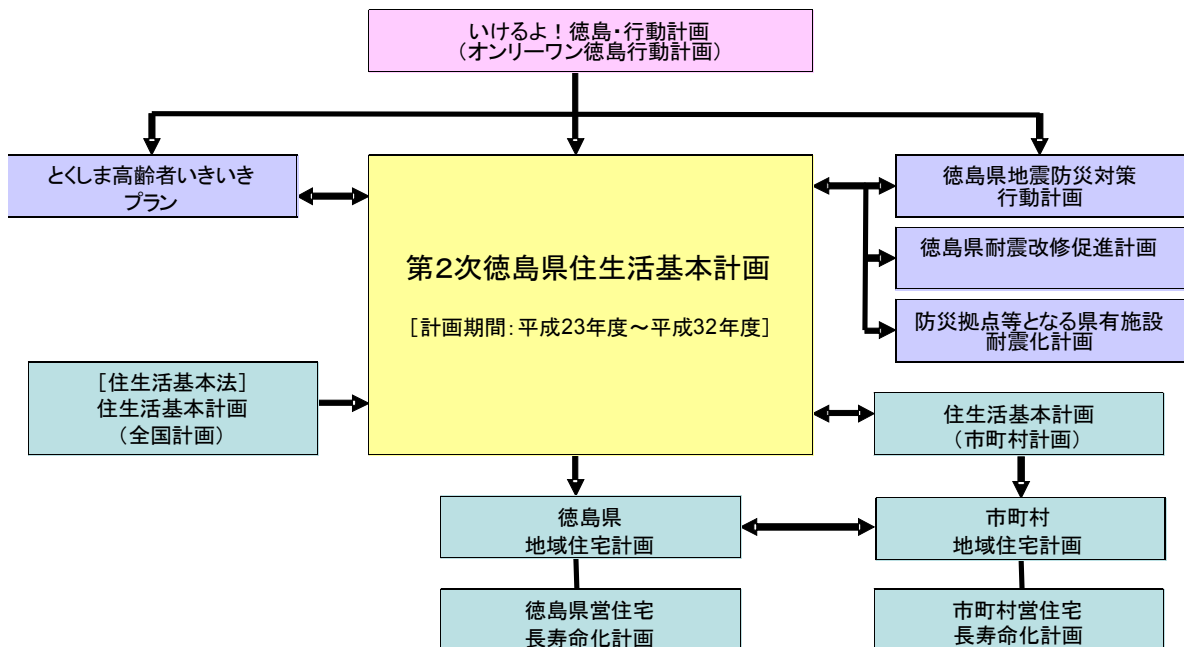 いけるよ！徳島・行動計画
（オンリーワン徳島行動計画）
とくしま高齢者いきいき
プラン
第２次徳島県住生活基本計画
［計画期間：平成23年度～平成32年度］
徳島県地震防災対策
行動計画
徳島県耐震改修促進計画
防災拠点等となる県有施設
耐震化計画
［住生活基本法］
住生活基本計画
（全国計画）
住生活基本計画
（市町村計画）
徳島県
地域住宅計画
市町村
地域住宅計画
徳島県営住宅
長寿命化計画
市町村営住宅
長寿命化計画